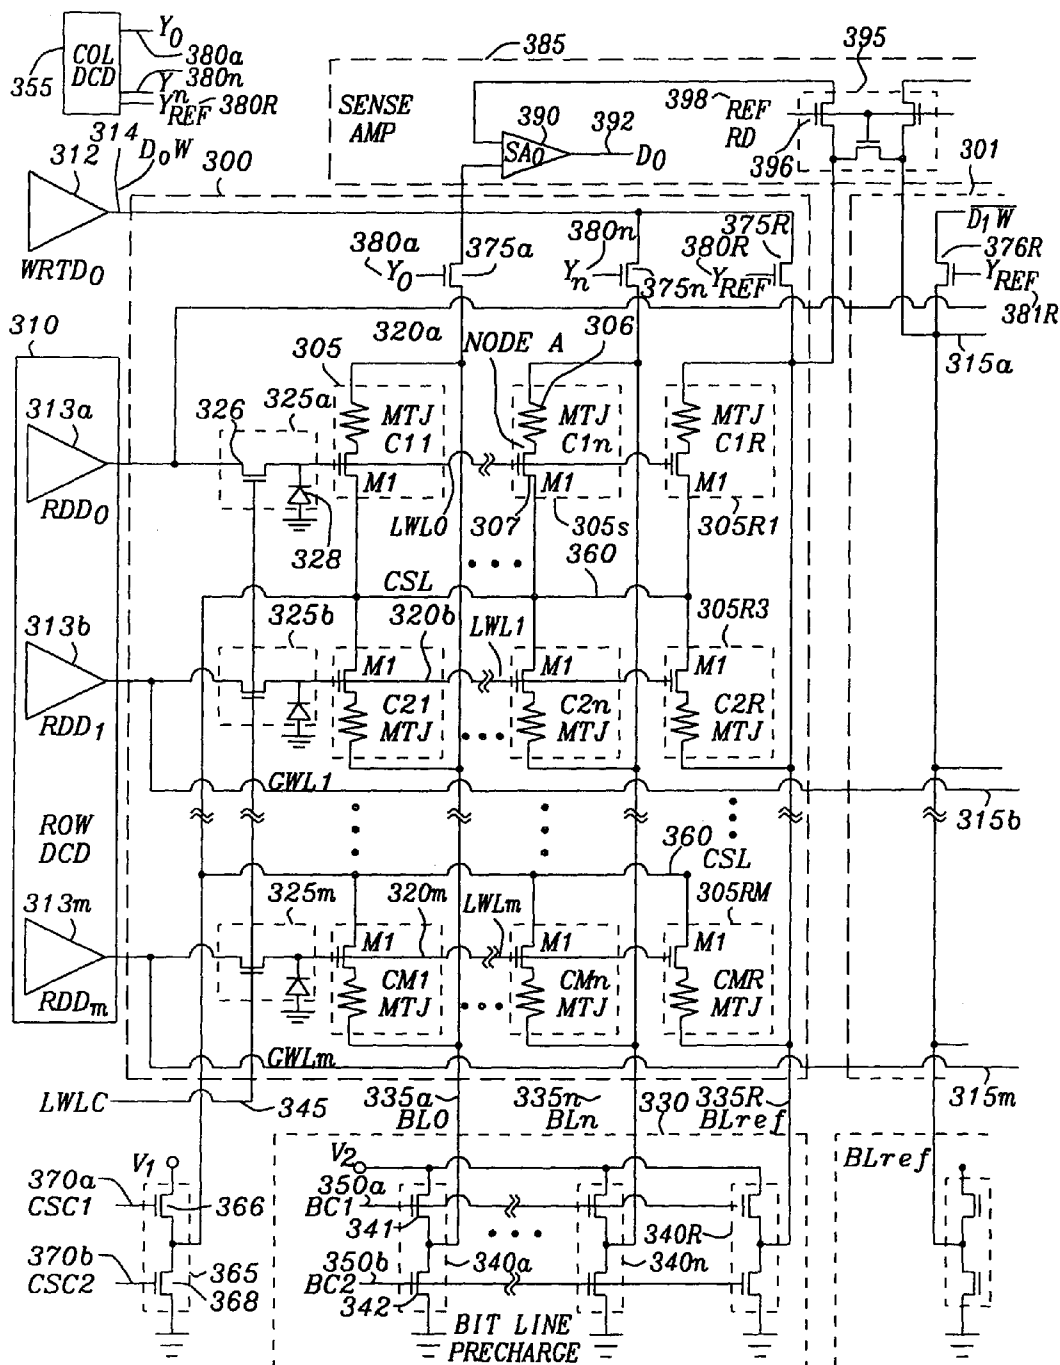 385
395
Y0
COL DCD
355
380a
380n
Yn
YREF
380R
SENSE AMP
390
392
SA0
D0
398
REF RD
396
314
312
D0W
300
301
WRTD0
380a
Y0
375a
380n
Yn
375n
380R
YREF
375R
D1W
376R
YREF
381R
310
320a
NODE A
306
315a
305
313a
326
325a
MTJ
C11
MTJ
C1n
MTJ
C1R
M1
M1
RDD0
LWL0
307
305s
305R1
328
360
CSL
313b
325b
320b
LWL1
305R3
M1
M1
M1
C21
MTJ
C2n
MTJ
C2R
MTJ
RDD1
GWL1
315b
ROW DCD
360
CSL
313m
325m
320m
LWLm
305RM
M1
M1
M1
CM1
MTJ
CMn
MTJ
CMR
MTJ
RDDm
GWLm
315m
LWLC
345
335a
BL0
335n
BLn
330
335R
BLref
V1
V2
BLref
370a
CSC1
366
350a
BC1
341
340R
370b
CSC2
365
368
350b
BC2
342
340a
340n
BIT LINE
PRECHARGE